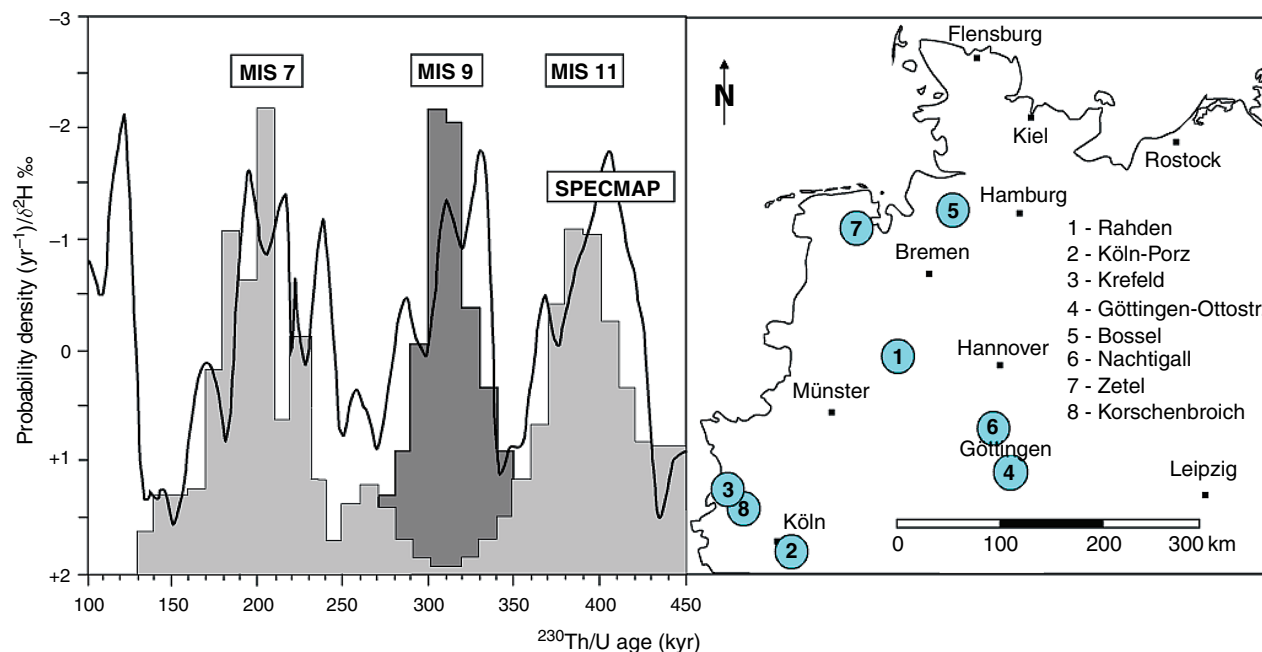 –3
–2
–1
0
+1
+2
Probability density (yr⁻¹)/δ²H ‰
MIS 7
MIS 9
MIS 11
SPECMAP
100
150
200
250
300
350
400
450
²³⁰Th/U age (kyr)
N
Flensburg
Kiel
Rostock
Hamburg
5
7
Bremen
1 - Rahden
2 - Köln-Porz
3 - Krefeld
4 - Göttingen-Ottostr
5 - Bossel
6 - Nachtigall
7 - Zetel
8 - Korschenbroich
1
Hannover
Münster
6
Göttingen
4
Leipzig
3
8
Köln
2
0 100 200 300 km